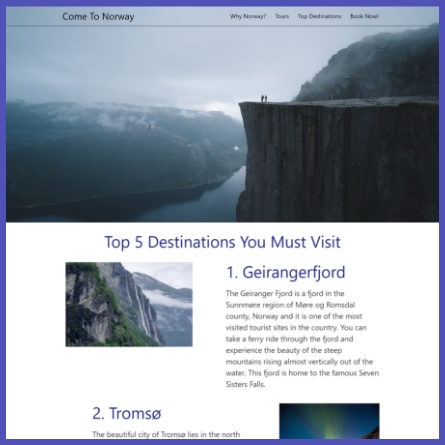 Come To Norway
Why Norway? Tours Top Destinations Book Now!
Top 5 Destinations You Must Visit
1. Geirangerfjord
The Geiranger Fjord is a fjord in the
Sunnmøre region of Møre og Romsdal
county, Norway and it is one of the most
visited tourist sites in the country. You can
take a ferry ride through the fjord and
experience the beauty of the steep
mountains rising almost vertically out of the
water. This fjord is home to the famous Seven
Sisters Falls.
2. Tromsø
The beautiful city of Tromsø lies in the north